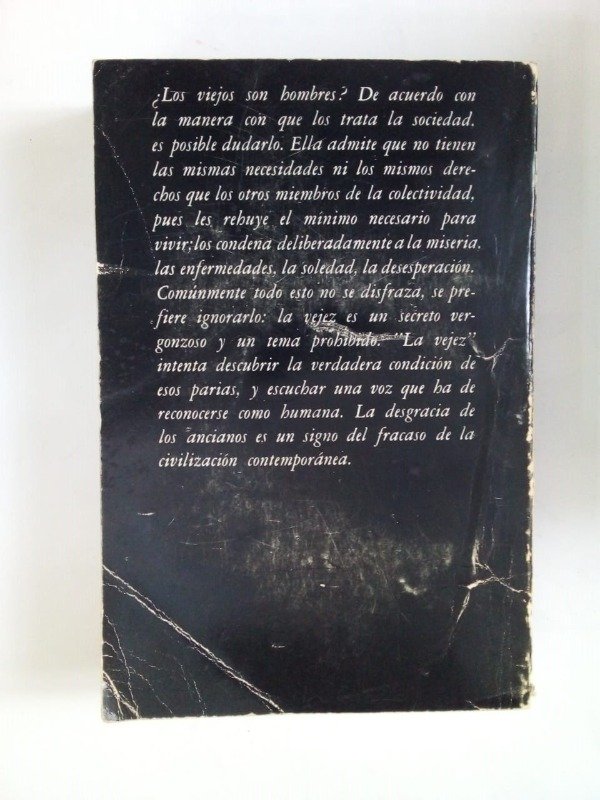 ¿Los viejos son hombres? De acuerdo con
la manera con que los trata la sociedad,
es posible dudarlo. Ella admite que no tienen
las mismas necesidades ni los mismos dere-
chos que los otros miembros de la colectividad,
pues les rehuye el mínimo necesario para
vivir; los condena deliberadamente a la miseria,
las enfermedades, la soledad, la desesperación.
Comúnmente todo esto no se disfraza, se pre-
fiere ignorarlo: la vejez es un secreto ver-
gonzoso y un tema prohibido. "La vejez"
intenta descubrir la verdadera condición de
esos parias, y escuchar una voz que ha de
reconocerse como humana. La desgracia de
los ancianos es un signo del fracaso de la
civilización contemporánea.